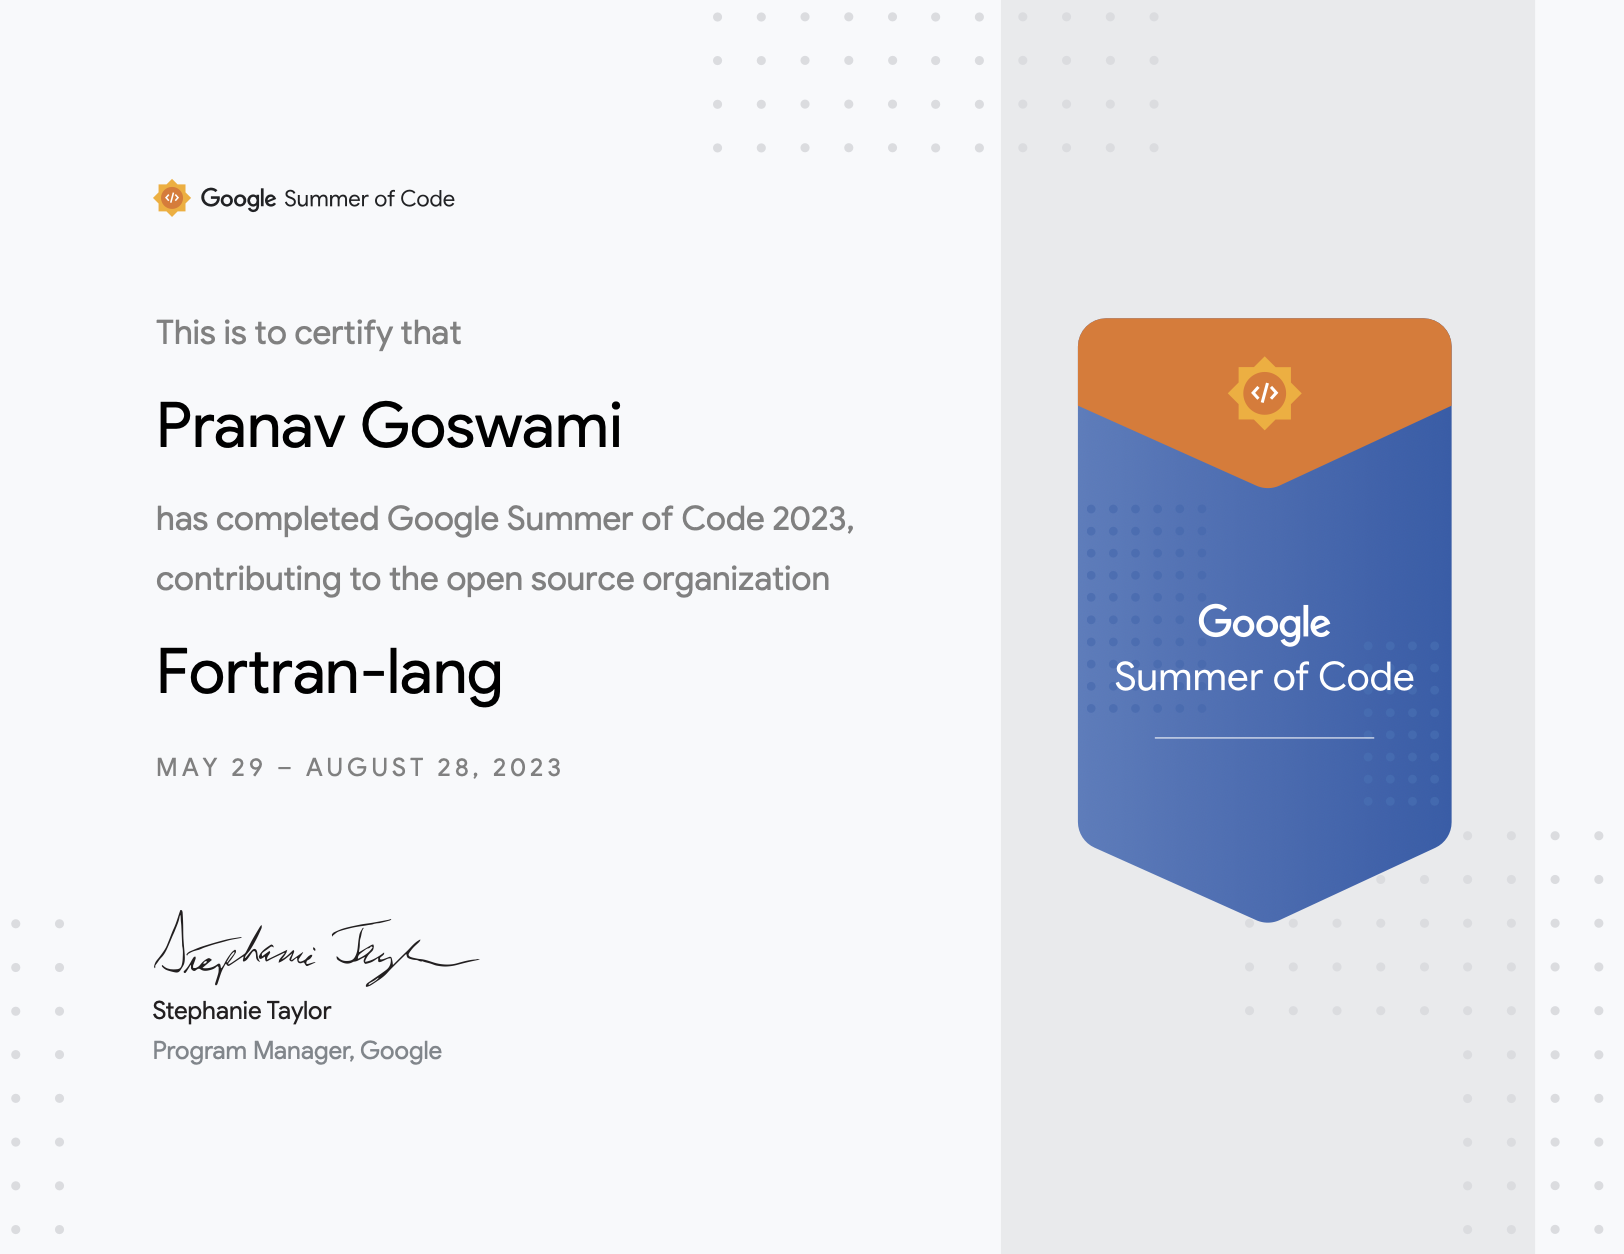 Google Summer of Code
This is to certify that
Pranav Goswami
has completed Google Summer of Code 2023,
contributing to the open source organization
Fortran-lang
MAY 29 – AUGUST 28, 2023
Stephanie Taylor
Stephanie Taylor
Program Manager, Google
</>
Google
Summer of Code